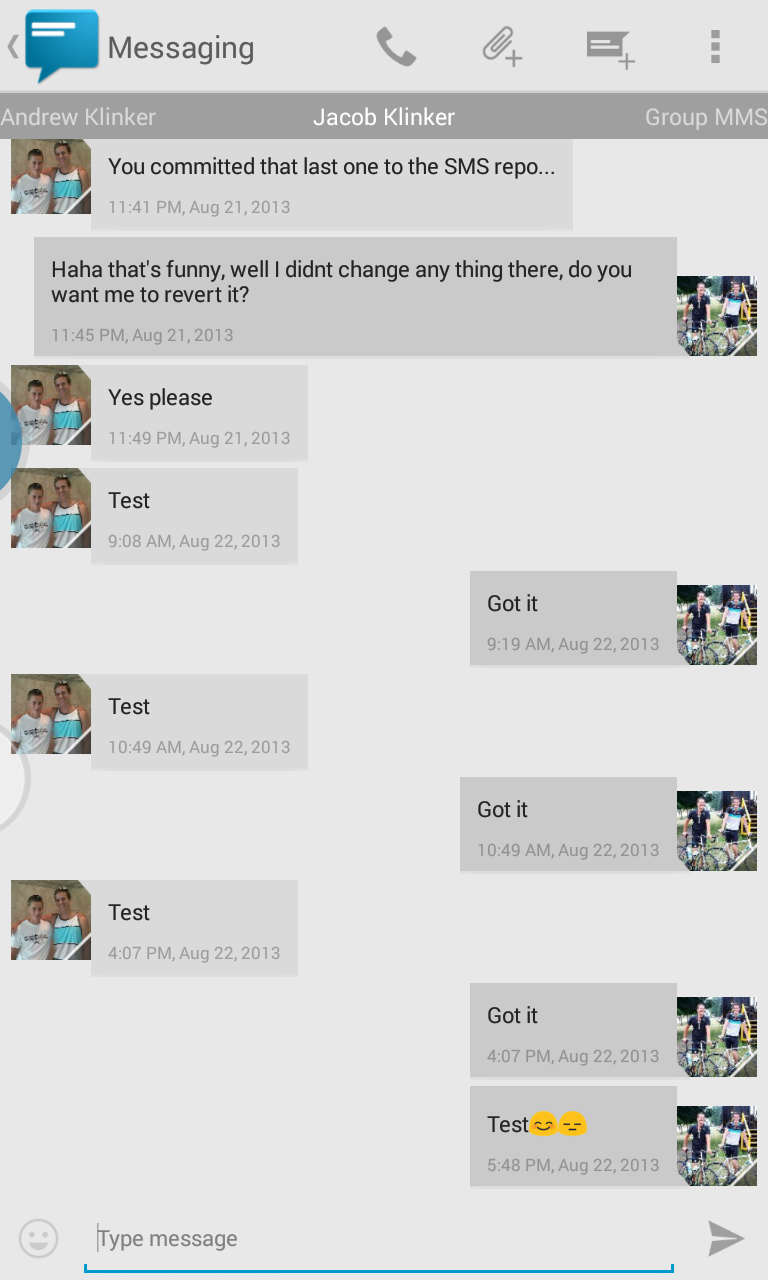 Messaging
Andrew Klinker
Jacob Klinker
Group MMS
You committed that last one to the SMS repo...
11:41 PM, Aug 21, 2013
Haha that's funny, well I didnt change any thing there, do you
want me to revert it?
11:45 PM, Aug 21, 2013
Yes please
11:49 PM, Aug 21, 2013
Test
9:08 AM, Aug 22, 2013
Got it
9:19 AM, Aug 22, 2013
Test
10:49 AM, Aug 22, 2013
Got it
10:49 AM, Aug 22, 2013
Test
4:07 PM, Aug 22, 2013
Got it
4:07 PM, Aug 22, 2013
Test😊😑
5:48 PM, Aug 22, 2013
Type message